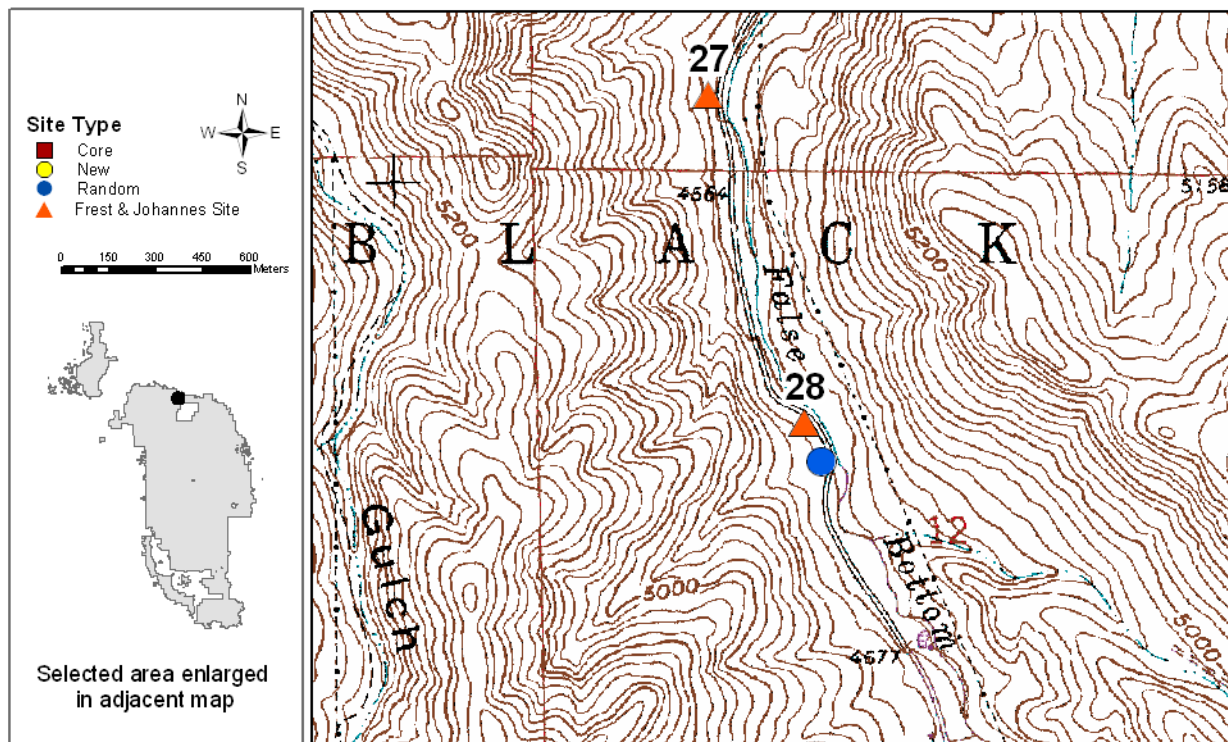 N
W E
S
Site Type
Core
New
Random
Frest & Johannes Site
0 150 300 450 600
Meters
Selected area enlarged
in adjacent map
27
4564
5200
B L A C K
5200
False
28
12
Gulch
Bottom
5000
5000
4577